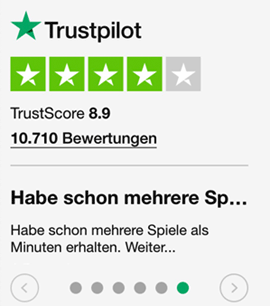 Trustpilot
TrustScore 8.9
10.710 Bewertungen
Habe schon mehrere Sp...
Habe schon mehrere Spiele als
Minuten erhalten. Weiter...